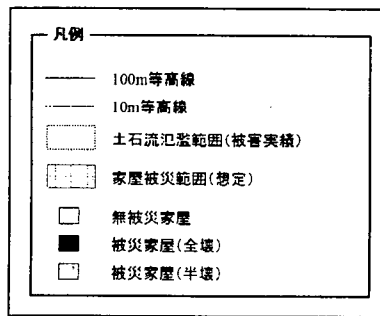 凡例
100m等高線
10m等高線
土石流氾濫範囲(被害実績)
家屋被災範囲(想定)
無被災家屋
被災家屋(全壊)
被災家屋(半壊)